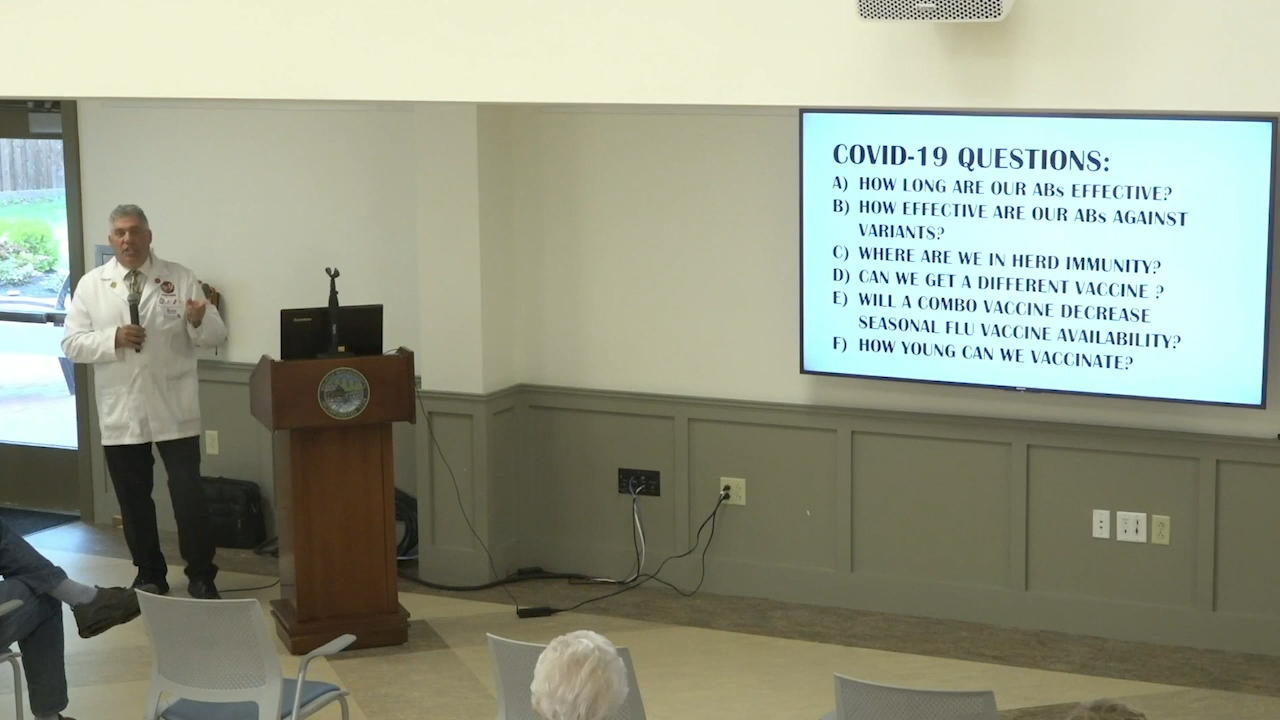 COVID-19 QUESTIONS:
A) HOW LONG ARE OUR ABs EFFECTIVE?
B) HOW EFFECTIVE ARE OUR ABs AGAINST
VARIANTS?
C) WHERE ARE WE IN HERD IMMUNITY?
D) CAN WE GET A DIFFERENT VACCINE ?
E) WILL A COMBO VACCINE DECREASE
SEASONAL FLU VACCINE AVAILABILITY?
F) HOW YOUNG CAN WE VACCINATE?